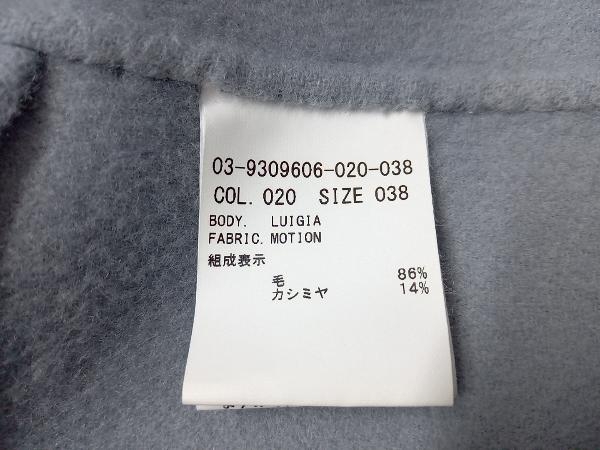 03-9309606-020-038
COL. 020 SIZE 038
BODY. LUIGIA
FABRIC. MOTION
組成表示
毛 86%
カシミヤ 14%